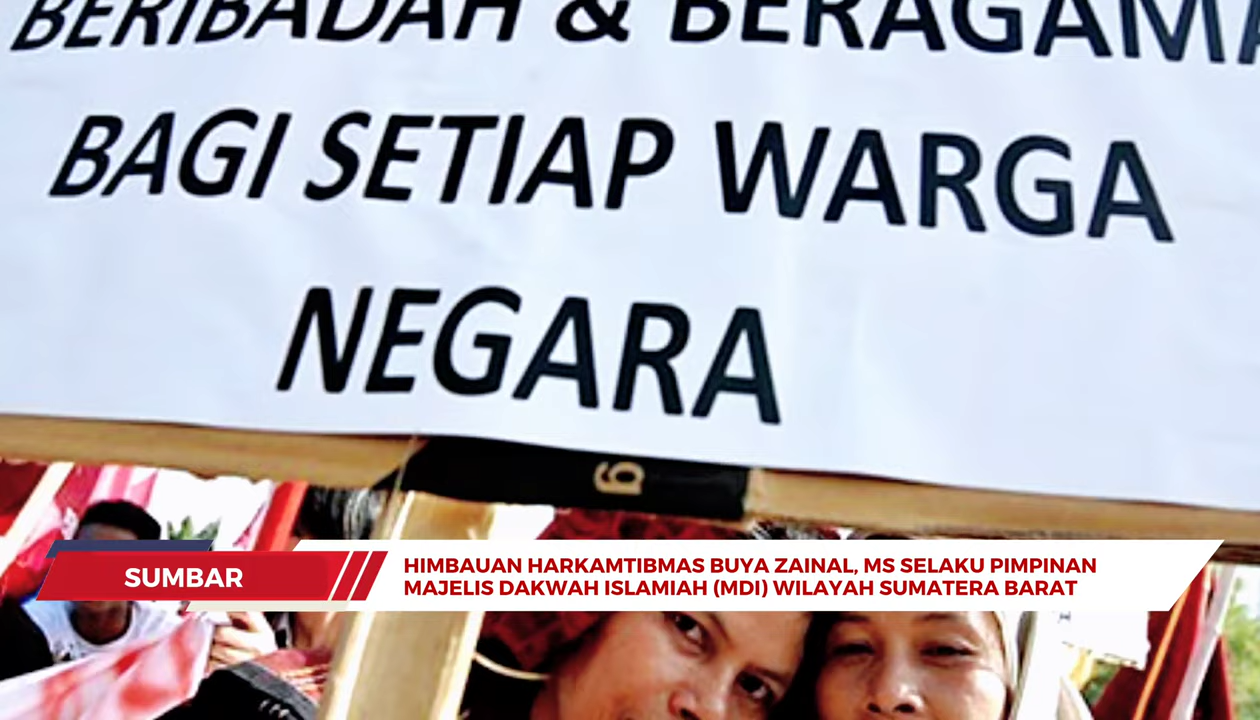 BERIBADAH & BERAGAMA
BAGI SETIAP WARGA
NEGARA
g
SUMBAR
HIMBAUAN HARKAMTIBMAS BUYA ZAINAL, MS SELAKU PIMPINAN
MAJELIS DAKWAH ISLAMIAH (MDI) WILAYAH SUMATERA BARAT